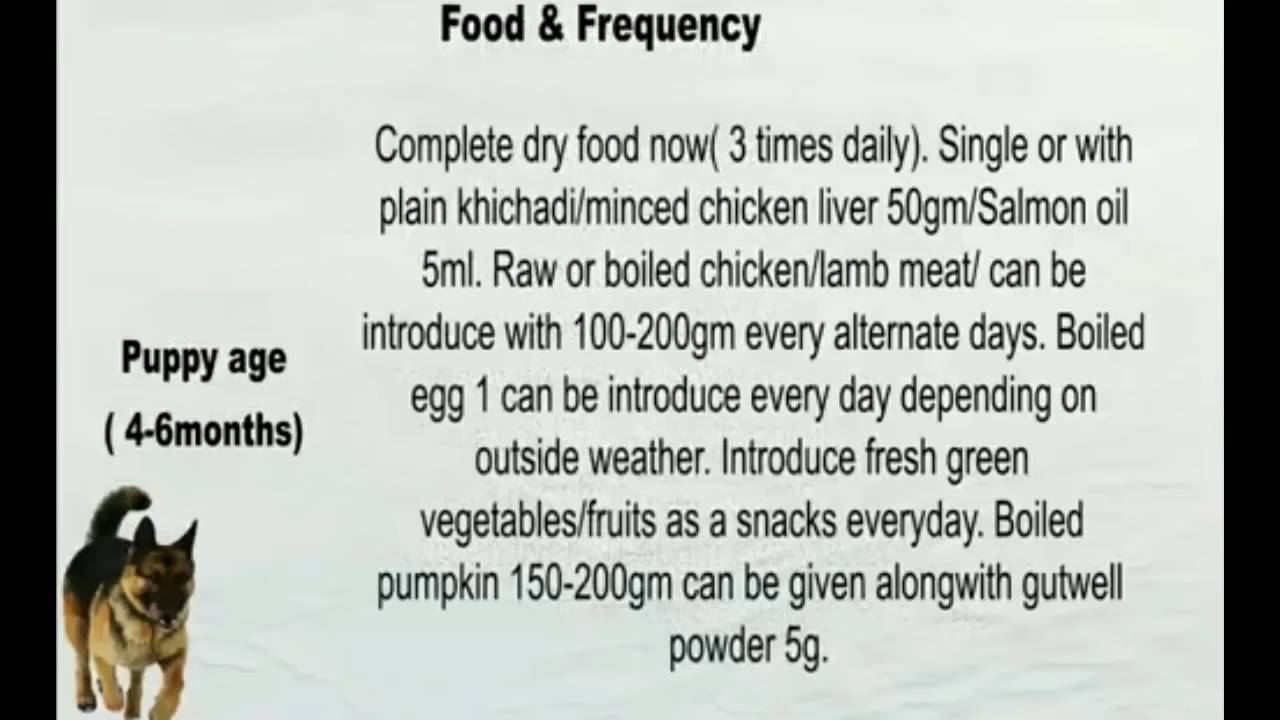 Food & Frequency
Complete dry food now( 3 times daily). Single or with
plain khichadi/minced chicken liver 50gm/Salmon oil
5ml. Raw or boiled chicken/lamb meat/ can be
introduce with 100-200gm every alternate days. Boiled
egg 1 can be introduce every day depending on
outside weather. Introduce fresh green
vegetables/fruits as a snacks everyday. Boiled
pumpkin 150-200gm can be given alongwith gutwell
powder 5g.
Puppy age
( 4-6months)